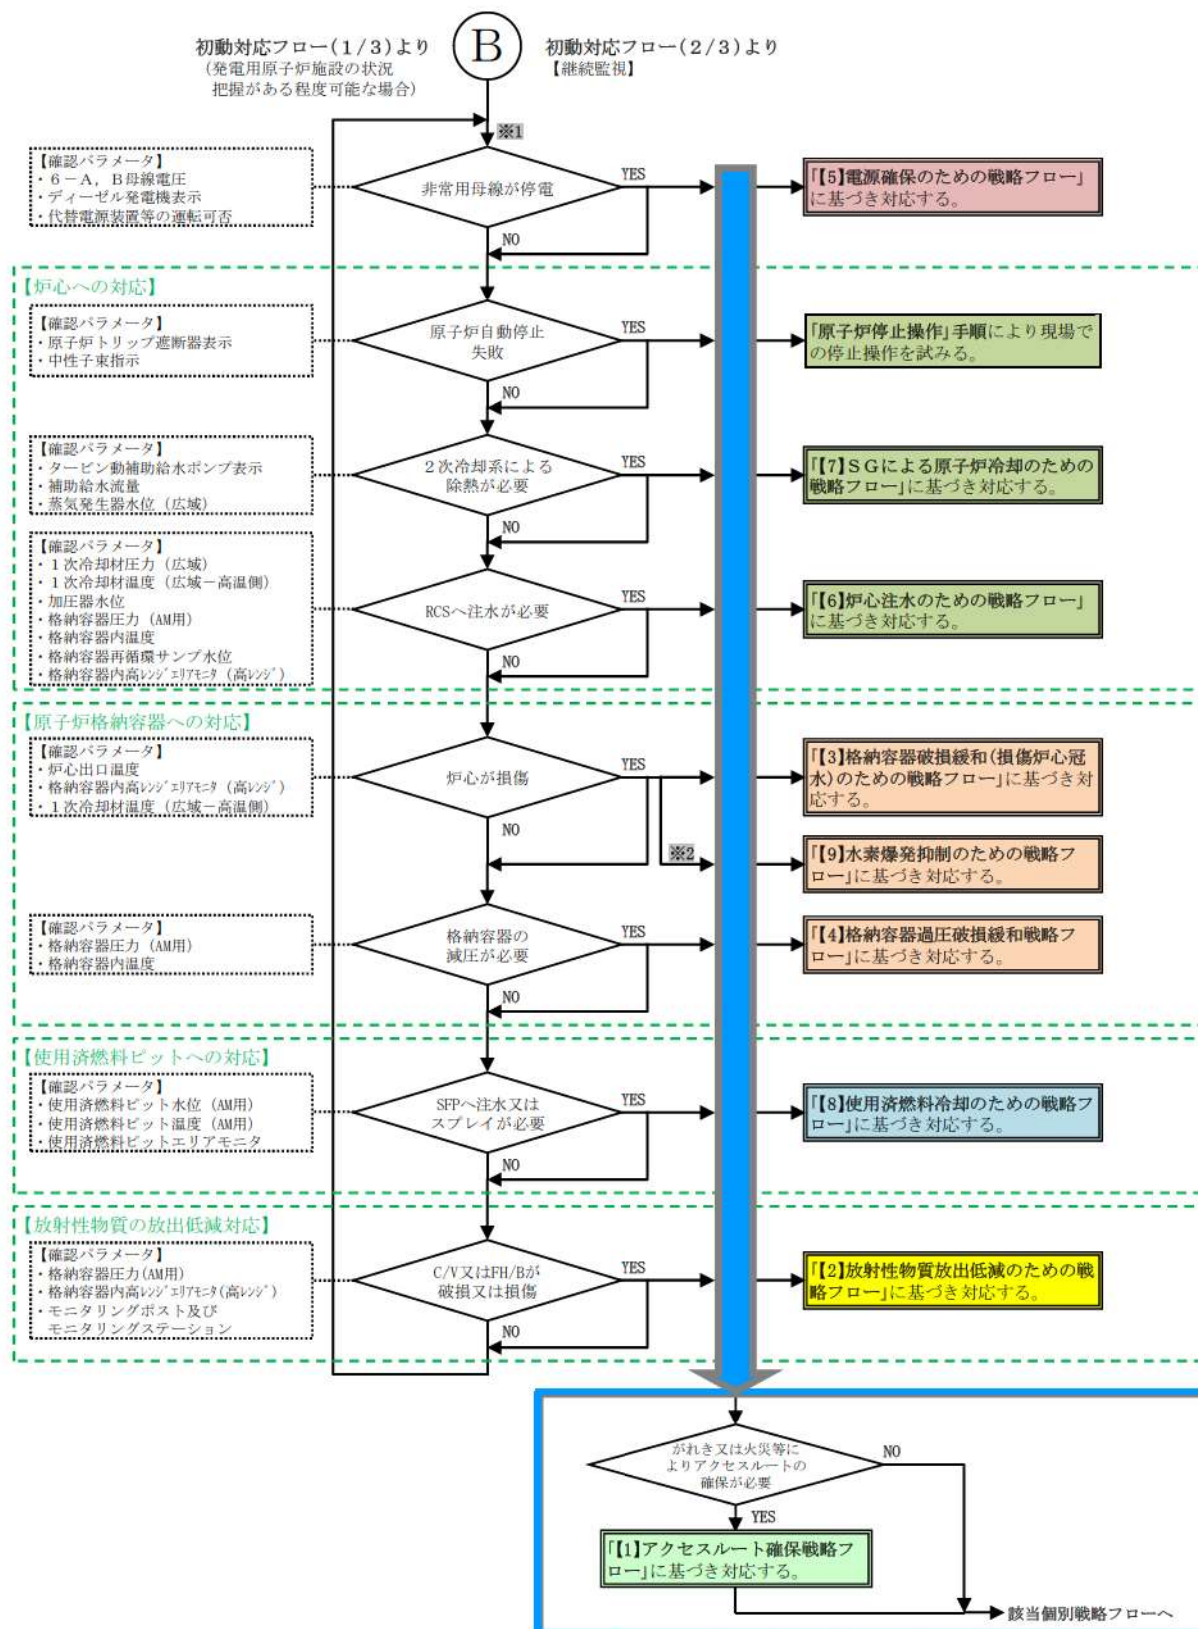 初動対応フロー(1/3)より
(発電用原子炉施設の状況
把握がある程度可能な場合)
B
初動対応フロー(2/3)より
【継続監視】
※1
【確認パラメータ】
・6－A，B母線電圧
・ディーゼル発電機表示
・代替電源装置等の運転可否
非常用母線が停電
YES
NO
「【5】電源確保のための戦略フロー」
に基づき対応する。
【炉心への対応】
【確認パラメータ】
・原子炉トリップ遮断器表示
・中性子束指示
原子炉自動停止
失敗
YES
NO
「原子炉停止操作」手順により現場で
の停止操作を試みる。
【確認パラメータ】
・タービン動補助給水ポンプ表示
・補助給水流量
・蒸気発生器水位（広域）
２次冷却系による
除熱が必要
YES
NO
「【7】ＳＧによる原子炉冷却のための
戦略フロー」に基づき対応する。
【確認パラメータ】
・１次冷却材圧力（広域）
・１次冷却材温度（広域－高温側）
・加圧器水位
・格納容器圧力（AM用）
・格納容器内温度
・格納容器再循環サンプ水位
・格納容器内高ﾚﾝｼﾞｴﾘｱﾓﾆﾀ（高ﾚﾝｼﾞ）
RCSへ注水が必要
YES
NO
「【6】炉心注水のための戦略フロー」
に基づき対応する。
【原子炉格納容器への対応】
【確認パラメータ】
・炉心出口温度
・格納容器内高ﾚﾝｼﾞｴﾘｱﾓﾆﾀ（高ﾚﾝｼﾞ）
・１次冷却材温度（広域－高温側）
炉心が損傷
YES
NO
※2
「【3】格納容器破損緩和(損傷炉心冠
水)のための戦略フロー」に基づき対
応する。
「【9】水素爆発抑制のための戦略フ
ロー」に基づき対応する。
【確認パラメータ】
・格納容器圧力（AM用）
・格納容器内温度
格納容器の
減圧が必要
YES
NO
「【4】格納容器過圧破損緩和戦略フ
ロー」に基づき対応する。
【使用済燃料ピットへの対応】
【確認パラメータ】
・使用済燃料ピット水位（AM用）
・使用済燃料ピット温度（AM用）
・使用済燃料ピットエリアモニタ
SFPへ注水又は
スプレイが必要
YES
NO
「【8】使用済燃料冷却のための戦略フ
ロー」に基づき対応する。
【放射性物質の放出低減対応】
【確認パラメータ】
・格納容器圧力(AM用)
・格納容器内高ﾚﾝｼﾞｴﾘｱﾓﾆﾀ(高ﾚﾝｼﾞ)
・モニタリングポスト及び
モニタリングステーション
C/V又はFH/Bが
破損又は損傷
YES
NO
「【2】放射性物質放出低減のための戦
略フロー」に基づき対応する。
がれき又は火災等に
よりアクセスルートの
確保が必要
NO
YES
「【1】アクセスルート確保戦略フ
ロー」に基づき対応する。
該当個別戦略フローへ